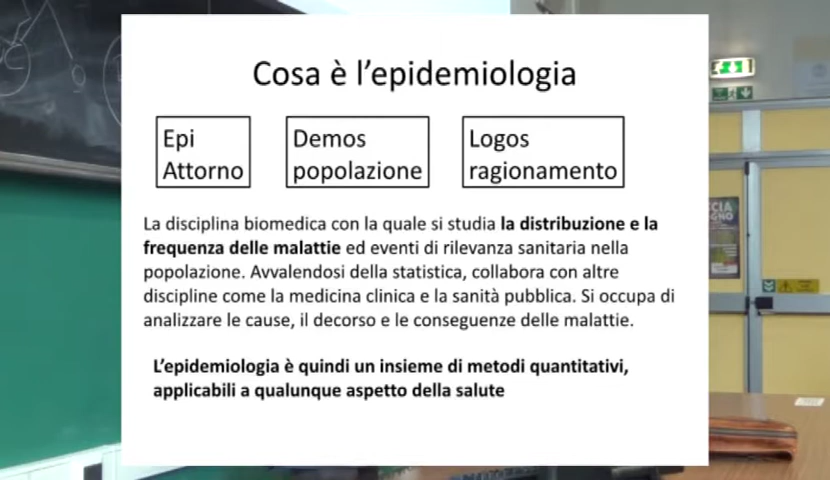 Cosa è l'epidemiologia
Epi
Attorno
Demos
popolazione
Logos
ragionamento
La disciplina biomedica con la quale si studia la distribuzione e la
frequenza delle malattie ed eventi di rilevanza sanitaria nella
popolazione. Avvalendosi della statistica, collabora con altre
discipline come la medicina clinica e la sanità pubblica. Si occupa di
analizzare le cause, il decorso e le conseguenze delle malattie.
L'epidemiologia è quindi un insieme di metodi quantitativi,
applicabili a qualunque aspetto della salute